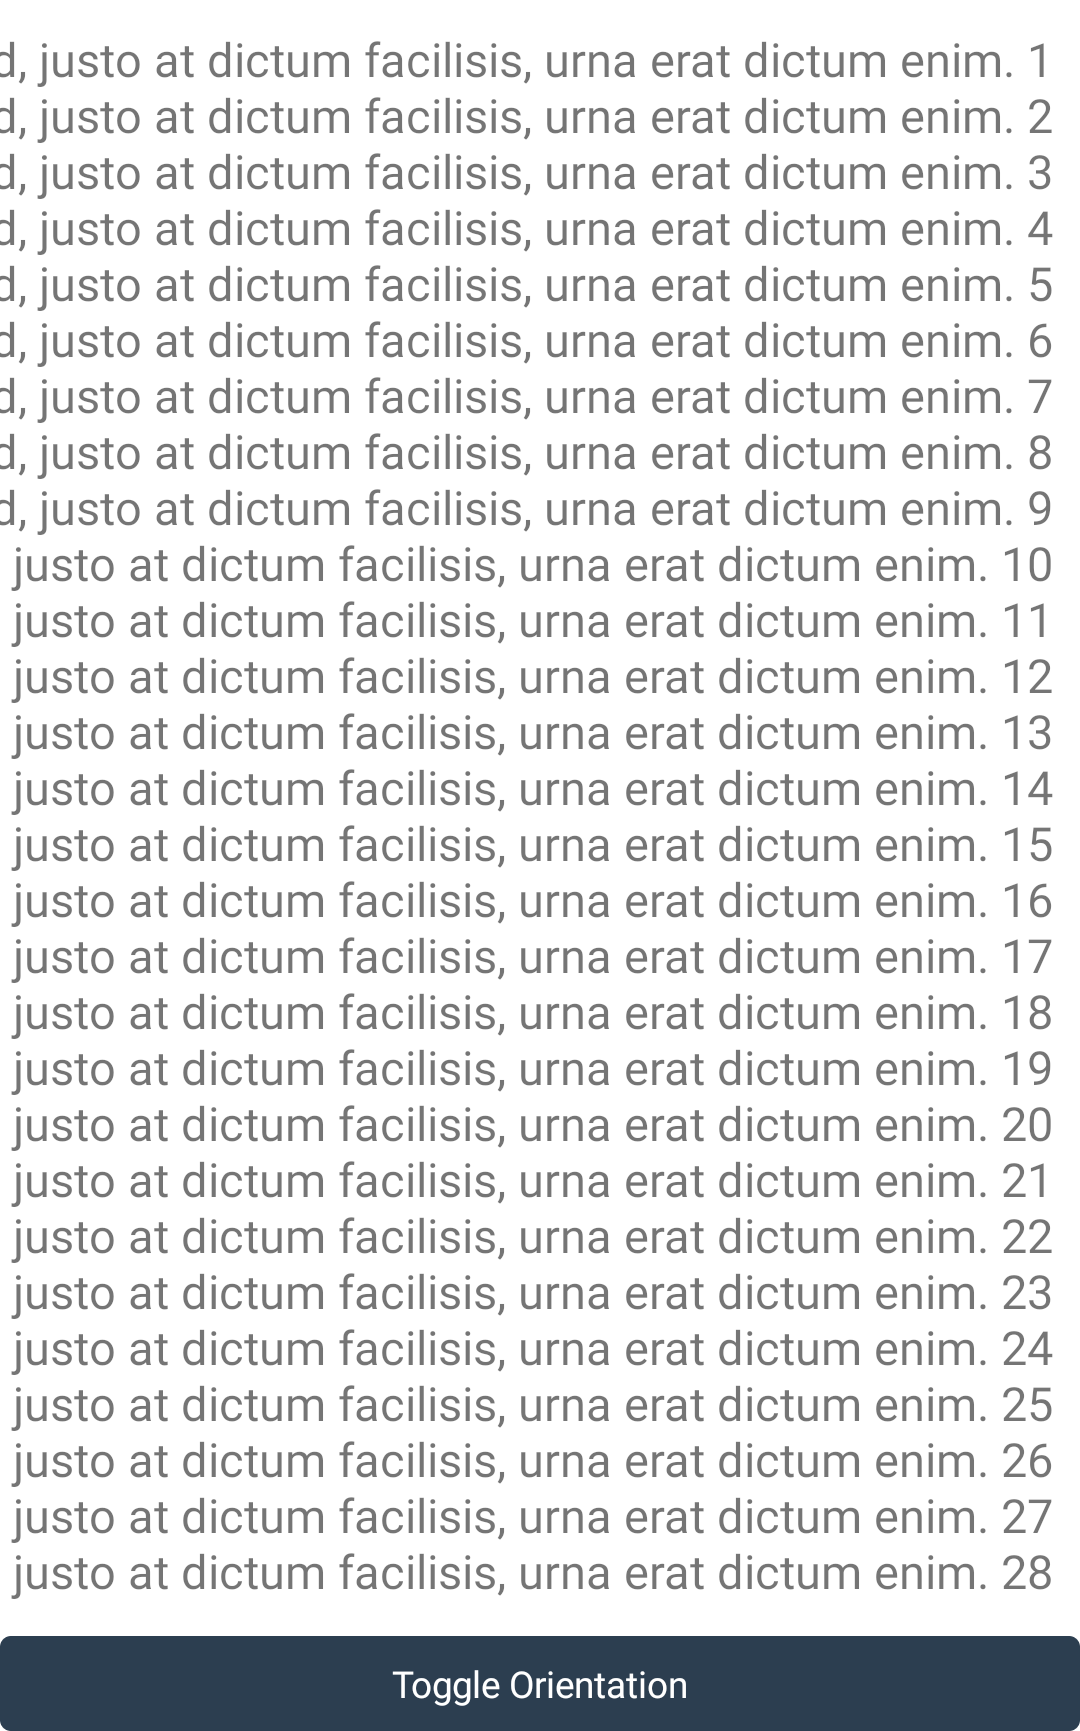 justo at dictum facilisis, urna erat dictum enim. 1
justo at dictum facilisis, urna erat dictum enim. 2
justo at dictum facilisis, urna erat dictum enim. 3
justo at dictum facilisis, urna erat dictum enim. 4
justo at dictum facilisis, urna erat dictum enim. 5
justo at dictum facilisis, urna erat dictum enim. 6
justo at dictum facilisis, urna erat dictum enim. 7
justo at dictum facilisis, urna erat dictum enim. 8
justo at dictum facilisis, urna erat dictum enim. 9
justo at dictum facilisis, urna erat dictum enim. 10
justo at dictum facilisis, urna erat dictum enim. 11
justo at dictum facilisis, urna erat dictum enim. 12
justo at dictum facilisis, urna erat dictum enim. 13
justo at dictum facilisis, urna erat dictum enim. 14
justo at dictum facilisis, urna erat dictum enim. 15
justo at dictum facilisis, urna erat dictum enim. 16
justo at dictum facilisis, urna erat dictum enim. 17
justo at dictum facilisis, urna erat dictum enim. 18
justo at dictum facilisis, urna erat dictum enim. 19
justo at dictum facilisis, urna erat dictum enim. 20
justo at dictum facilisis, urna erat dictum enim. 21
justo at dictum facilisis, urna erat dictum enim. 22
justo at dictum facilisis, urna erat dictum enim. 23
justo at dictum facilisis, urna erat dictum enim. 24
justo at dictum facilisis, urna erat dictum enim. 25
justo at dictum facilisis, urna erat dictum enim. 26
justo at dictum facilisis, urna erat dictum enim. 27
justo at dictum facilisis, urna erat dictum enim. 28
Toggle Orientation